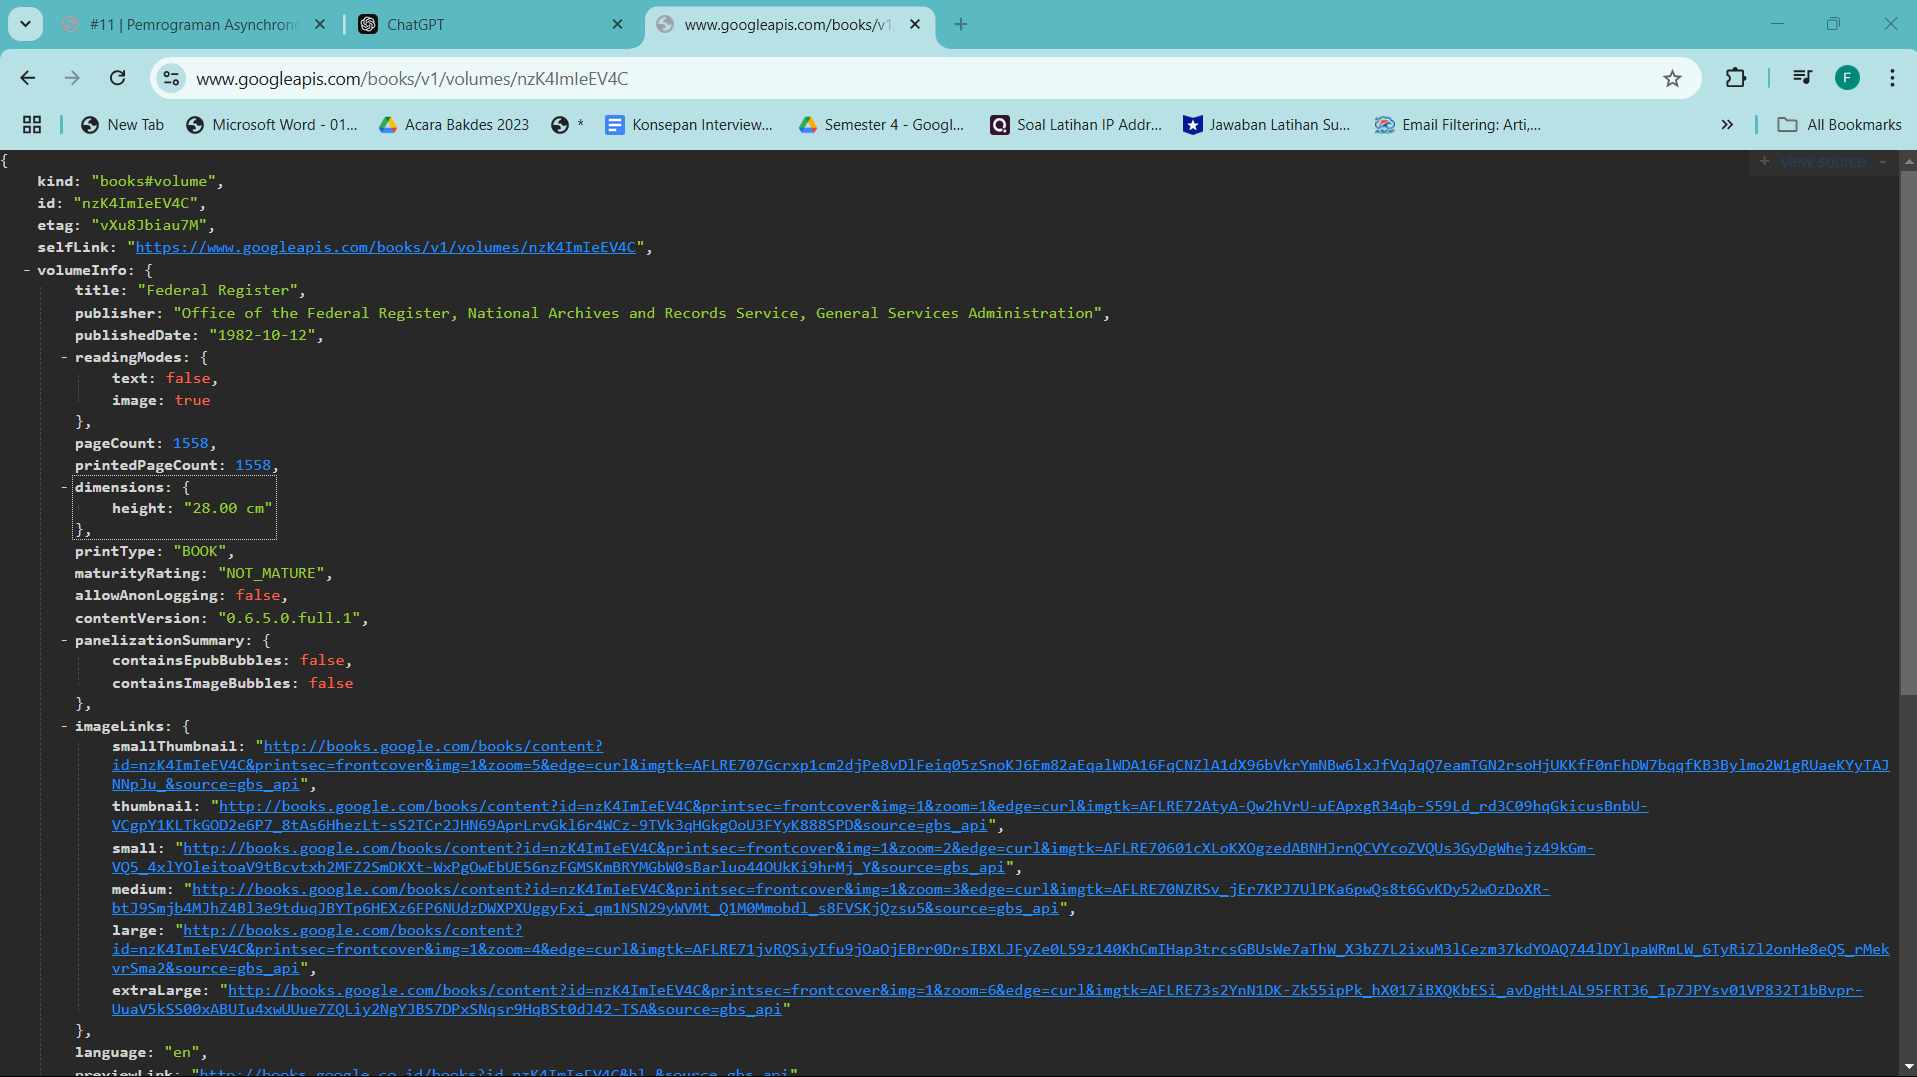 #11 | Pemrograman Asynchrono
ChatGPT
www.googleapis.com/books/v1
www.googleapis.com/books/v1/volumes/nzK4ImIeEV4C
F
New Tab
Microsoft Word - 01...
Acara Bakdes 2023
*
Konsepan Interview...
Semester 4 - Googl...
Soal Latihan IP Addr...
Jawaban Latihan Su...
Email Filtering: Arti,...
All Bookmarks
+ view source -
{
kind: "books#volume",
id: "nzK4ImIeEV4C",
etag: "vXu8Jbiau7M",
selfLink: "https://www.googleapis.com/books/v1/volumes/nzK4ImIeEV4C",
- volumeInfo: {
title: "Federal Register",
publisher: "Office of the Federal Register, National Archives and Records Service, General Services Administration",
publishedDate: "1982-10-12",
- readingModes: {
text: false,
image: true
},
pageCount: 1558,
printedPageCount: 1558,
- dimensions: {
height: "28.00 cm"
},
printType: "BOOK",
maturityRating: "NOT_MATURE",
allowAnonLogging: false,
contentVersion: "0.6.5.0.full.1",
- panelizationSummary: {
containsEpubBubbles: false,
containsImageBubbles: false
},
- imageLinks: {
smallThumbnail: "http://books.google.com/books/content?
id=nzK4ImIeEV4C&printsec=frontcover&img=1&zoom=5&edge=curl&imgtk=AFLRE707Gcrxp1cm2djPe8vDlFeiq05zSnoKJ6Em82aEqalWDA16FqCNZlA1dX96bVkrYmNBw6lxJfVqJqQ7eamTGN2rsoHjUKKfF0nFhDW7bqqfKB3Bylmo2W1gRUaeKYyTAJ
NNpJu_&source=gbs_api",
thumbnail: "http://books.google.com/books/content?id=nzK4ImIeEV4C&printsec=frontcover&img=1&zoom=1&edge=curl&imgtk=AFLRE72AtyA-Qw2hVrU-uEApxgR34qb-S59Ld_rd3C09hqGkicusBnbU-
VCgpY1KLTkGOD2e6P7_8tAs6HhezLt-sS2TCr2JHN69AprLrvGkl6r4WCz-9TVk3qHGkgOoU3FYyK888SPD&source=gbs_api",
small: "http://books.google.com/books/content?id=nzK4ImIeEV4C&printsec=frontcover&img=1&zoom=2&edge=curl&imgtk=AFLRE70601cXLoKXOgzedABNHJrnQCVYcoZVQUs3GyDgWhejz49kGm-
VQ5_4xlYOleitoaV9tBcvtxh2MFZ2SmDKXt-WxPgOwEbUE56nzFGMSKmBRYMGbW0sBarluo44OUkKi9hrMj_Y&source=gbs_api",
medium: "http://books.google.com/books/content?id=nzK4ImIeEV4C&printsec=frontcover&img=1&zoom=3&edge=curl&imgtk=AFLRE70NZRSv_jEr7KPJ7UlPKa6pwQs8t6GvKDy52wOzDoXR-
btJ9Smjb4MJhZ4Bl3e9tduqJBYTp6HEXz6FP6NUdzDWXPXUggyFxi_qm1NSN29yWVMt_Q1M0Mmobdl_s8FVSKjQzsu5&source=gbs_api",
large: "http://books.google.com/books/content?
id=nzK4ImIeEV4C&printsec=frontcover&img=1&zoom=4&edge=curl&imgtk=AFLRE71jvRQSiyIfu9jOaOjEBrr0DrsIBXLJFyZe0L59z140KhCmIHap3trcsGBUsWe7aThW_X3bZ7L2ixuM3lCezm37kdYOAQ744lDYlpaWRmLW_6TyRiZl2onHe8eQS_rMek
vrSma2&source=gbs_api",
extraLarge: "http://books.google.com/books/content?id=nzK4ImIeEV4C&printsec=frontcover&img=1&zoom=6&edge=curl&imgtk=AFLRE73s2YnN1DK-Zk55ipPk_hX017iBXQKbESi_avDgHtLAL95FRT36_Ip7JPYsv01VP832T1bBvpr-
UuaV5kSS00xABUIu4xwUUue7ZQLiy2NgYJBS7DPxSNqsr9HqBSt0dJ42-TSA&source=gbs_api"
},
language: "en",
previewLink: "http://books.google.co.id/books?id=nzK4ImIeEV4C&hl=&source=gbs_api"